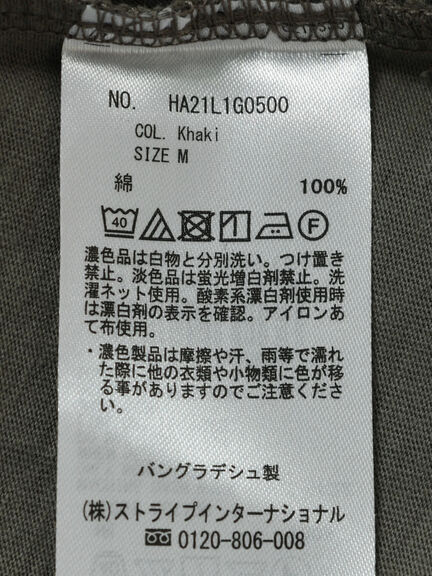 NO. HA21L1G0500
COL. Khaki
SIZE M
綿 100%
40 F
濃色品は白物と分別洗い。つけ置き
禁止。淡色品は蛍光増白剤禁止。洗
濯ネット使用。酸素系漂白剤使用時
は漂白剤の表示を確認。アイロンあ
て布使用。
・濃色製品は摩擦や汗、雨等で濡れ
た際に他の衣類や小物類に色が移
る事がありますのでご注意くださ
い。
バングラデシュ製
(株)ストライプインターナショナル
0120-806-008